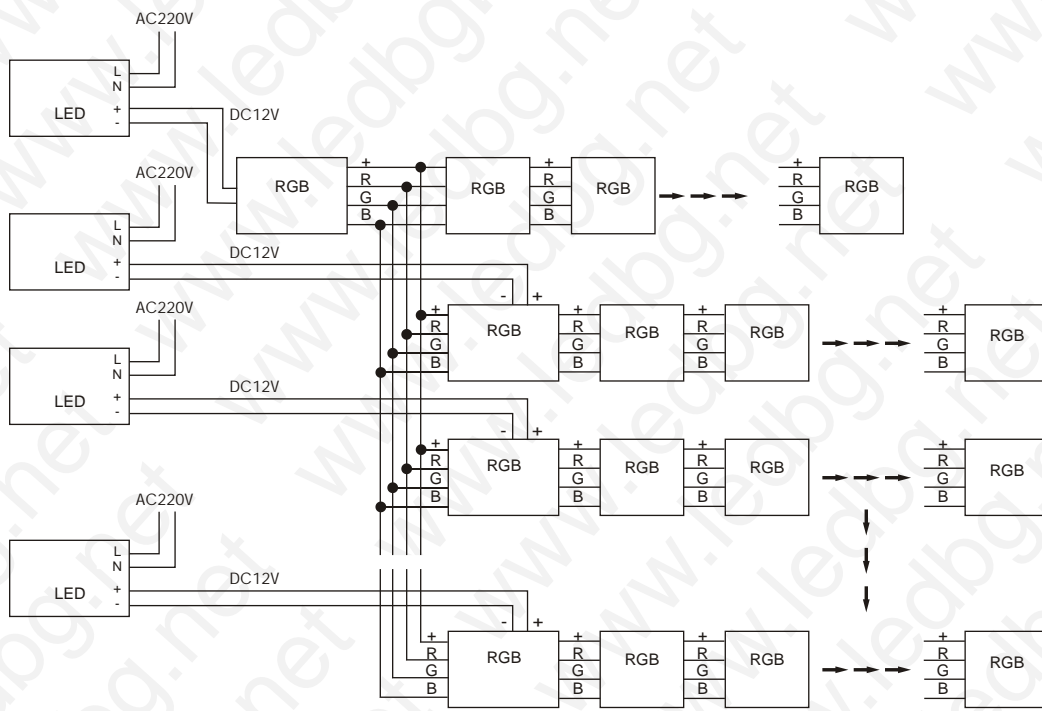 AC220V
L
N
LED
+
-
DC12V
AC220V
RGB
+
R
G
B
RGB
+
R
G
B
RGB
+
R
G
B
RGB
L
N
LED
+
-
DC12V
- +
AC220V
+
R
G
B
RGB
+
R
G
B
RGB
+
R
G
B
RGB
+
R
G
B
RGB
L
N
LED
+
-
DC12V
- +
+
R
G
B
RGB
+
R
G
B
RGB
+
R
G
B
RGB
+
R
G
B
RGB
AC220V
L
N
LED
+
-
DC12V
- +
+
R
G
B
RGB
+
R
G
B
RGB
+
R
G
B
RGB
+
R
G
B
RGB
www.ledbg.net